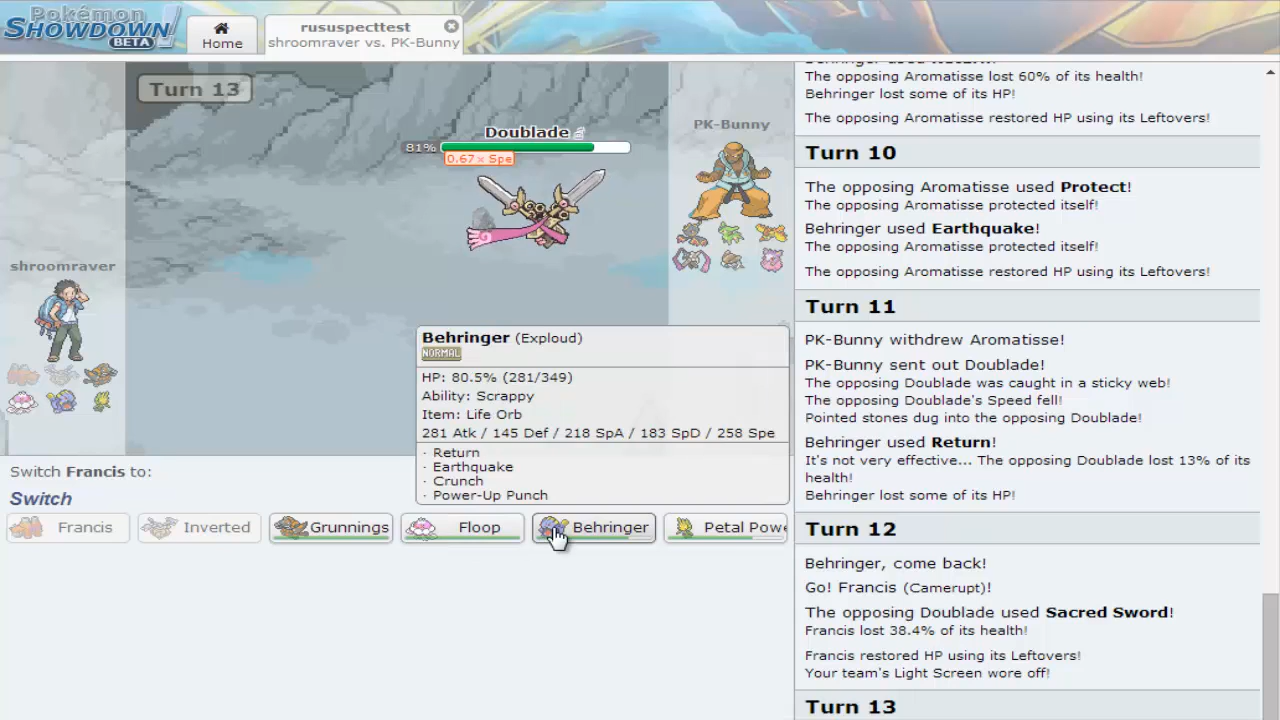 Pokémon
Showdown!
BETA
Home
rususpecttest
shroomraver vs. PK-Bunny
Turn 13
Doublade
81%
0.67× Spe
PK-Bunny
shroomraver
Behringer (Exploud)
NORMAL
HP: 80.5% (281/349)
Ability: Scrappy
Item: Life Orb
281 Atk / 145 Def / 218 SpA / 183 SpD / 258 Spe
· Return
· Earthquake
· Crunch
· Power-Up Punch
Switch Francis to:
Switch
Francis
Inverted
Grunnings
Floop
Behringer
Petal Powe
The opposing Aromatisse lost 60% of its health!
Behringer lost some of its HP!
The opposing Aromatisse restored HP using its Leftovers!
Turn 10
The opposing Aromatisse used Protect!
The opposing Aromatisse protected itself!
Behringer used Earthquake!
The opposing Aromatisse protected itself!
The opposing Aromatisse restored HP using its Leftovers!
Turn 11
PK-Bunny withdrew Aromatisse!
PK-Bunny sent out Doublade!
The opposing Doublade was caught in a sticky web!
The opposing Doublade's Speed fell!
Pointed stones dug into the opposing Doublade!
Behringer used Return!
It's not very effective... The opposing Doublade lost 13% of its
health!
Behringer lost some of its HP!
Turn 12
Behringer, come back!
Go! Francis (Camerupt)!
The opposing Doublade used Sacred Sword!
Francis lost 38.4% of its health!
Francis restored HP using its Leftovers!
Your team's Light Screen wore off!
Turn 13